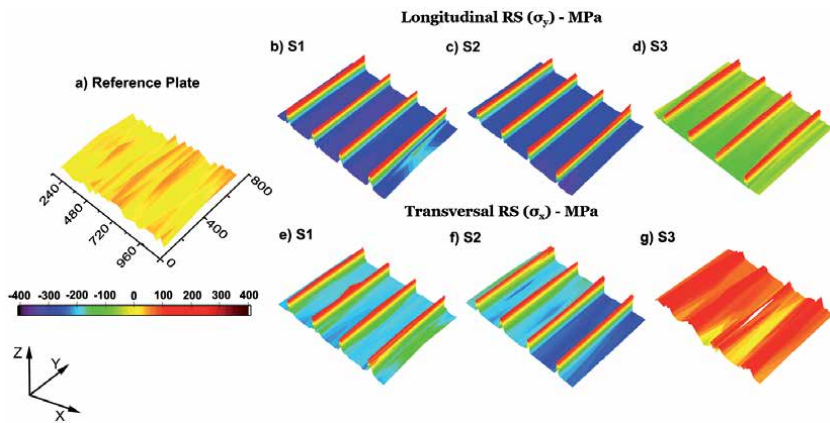 Longitudinal RS (σy) - MPa
b) S1
c) S2
d) S3
a) Reference Plate
240
480
720
960
0
400
800
Transversal RS (σx) - MPa
e) S1
f) S2
g) S3
-400 -300 -200 -100 0 100 200 300 400
Z
Y
X